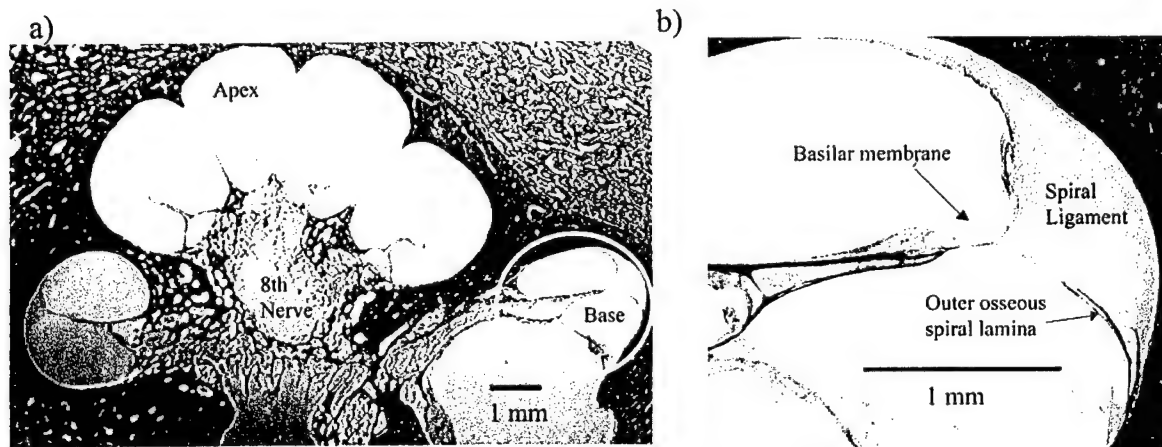 a)
Apex
8th
Nerve
Base
1 mm
b)
Basilar membrane
Spiral
Ligament
Outer osseous
spiral lamina
1 mm